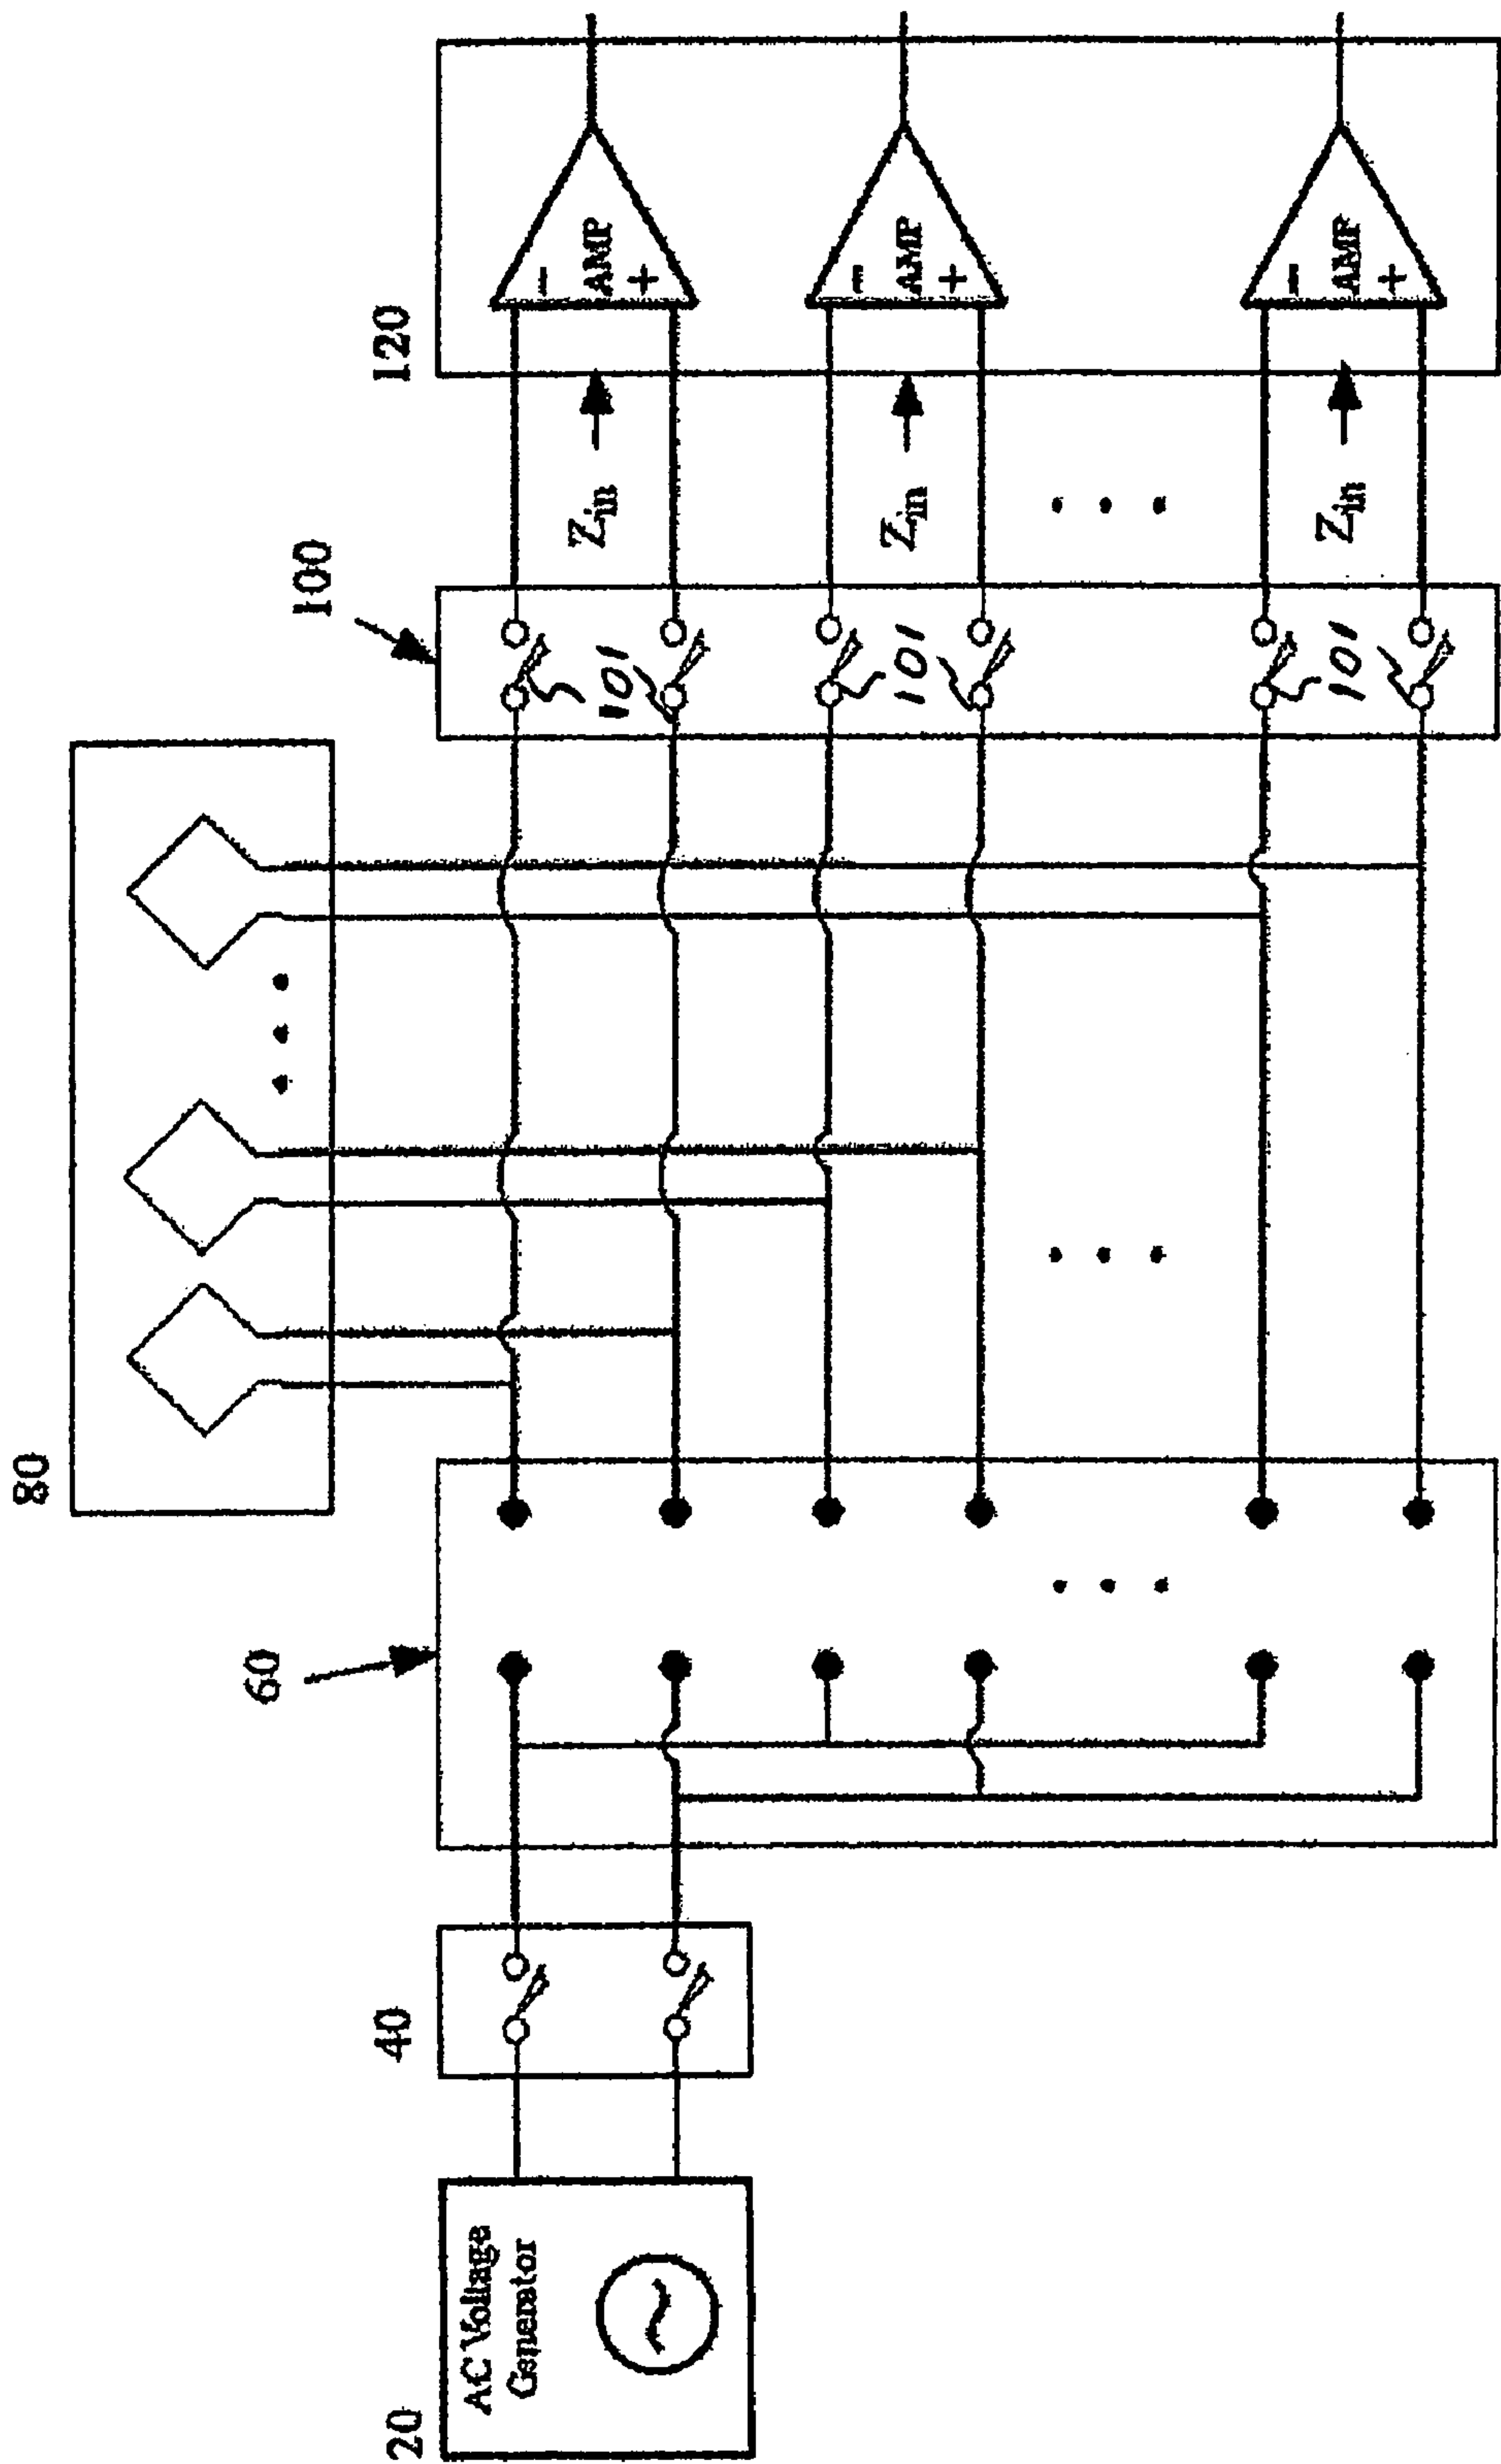 20
AC Voltage
Generator
40
60
80
100
101
101
101
Z_in
Z_in
Z_in
120
−
AMP
+
−
AMP
+
−
AMP
+